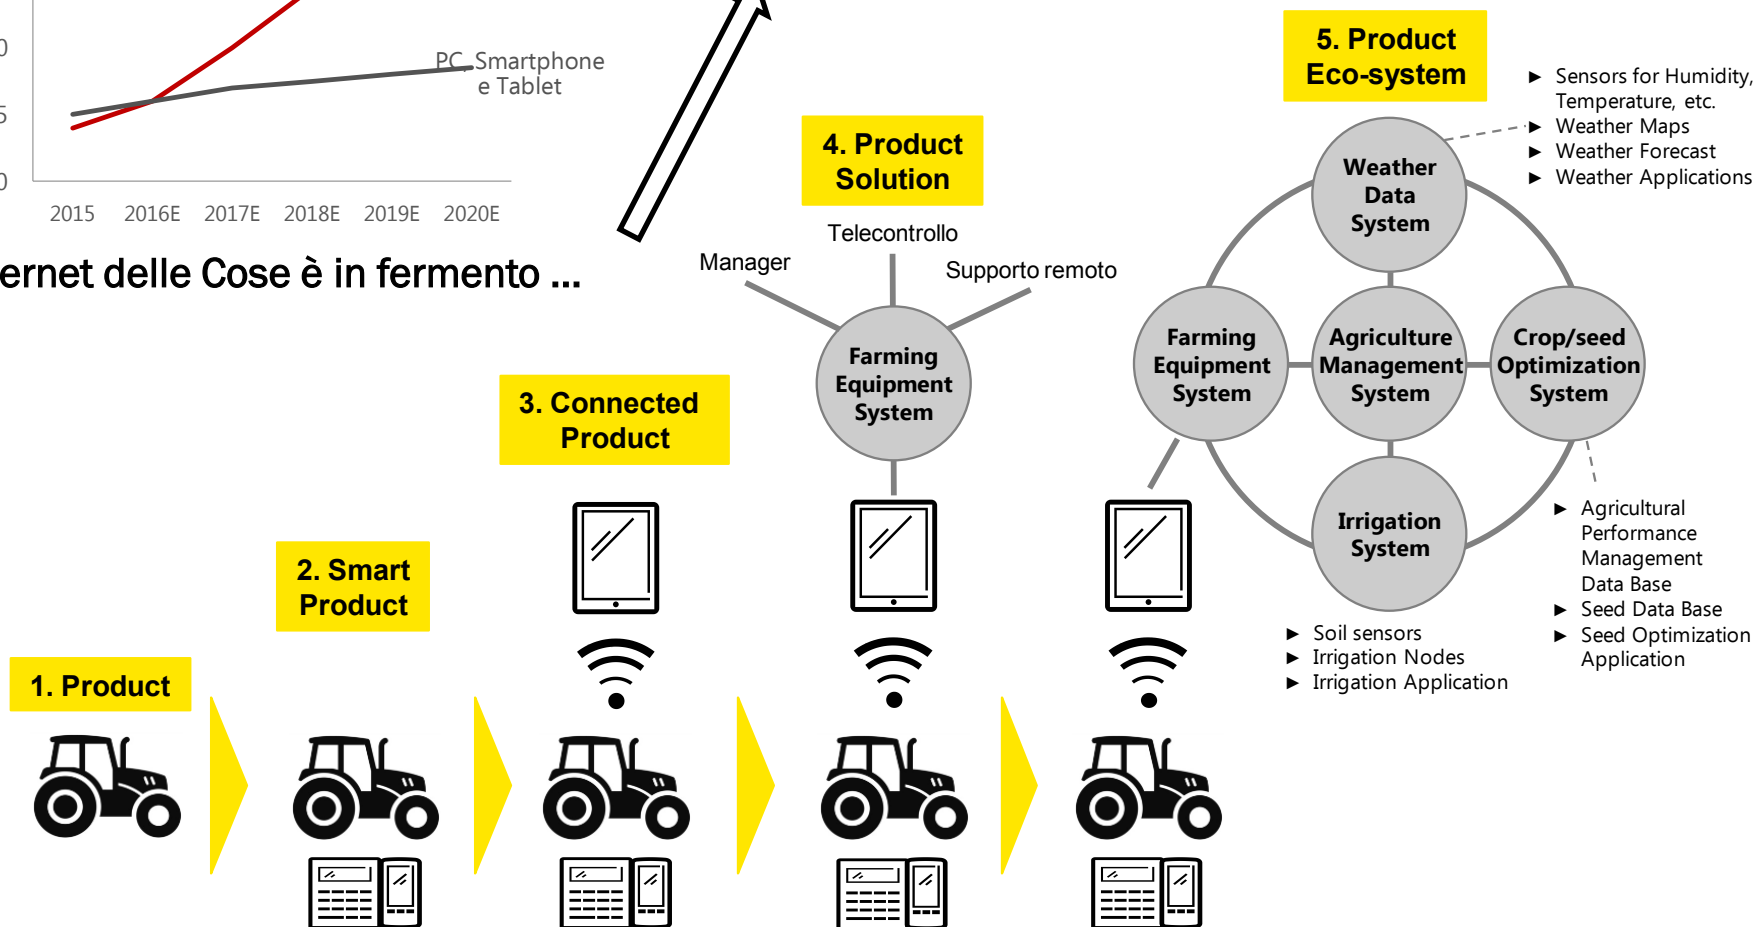 0
PC, Smartphone
e Tablet
5
0
2015 2016E 2017E 2018E 2019E 2020E
ernet delle Cose è in fermento ...
5. Product
Eco-system
► Sensors for Humidity,
Temperature, etc.
► Weather Maps
► Weather Forecast
► Weather Applications
4. Product
Solution
Telecontrollo
Manager
Supporto remoto
Farming
Equipment
System
Weather
Data
System
Farming
Equipment
System
Agriculture
Management
System
Crop/seed
Optimization
System
Irrigation
System
► Agricultural
Performance
Management
Data Base
► Seed Data Base
► Seed Optimization
Application
► Soil sensors
► Irrigation Nodes
► Irrigation Application
3. Connected
Product
2. Smart
Product
1. Product